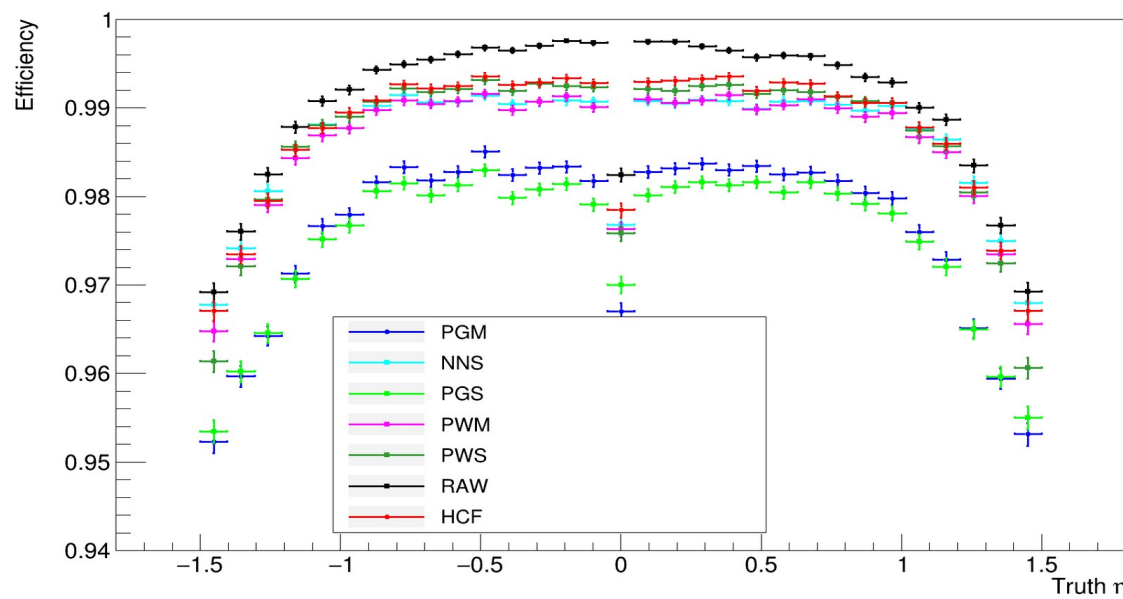 Efficiency
1
0.99
0.98
0.97
0.96
0.95
0.94
PGM
NNS
PGS
PWM
PWS
RAW
HCF
−1.5
−1
−0.5
0
0.5
1
1.5
Truth η